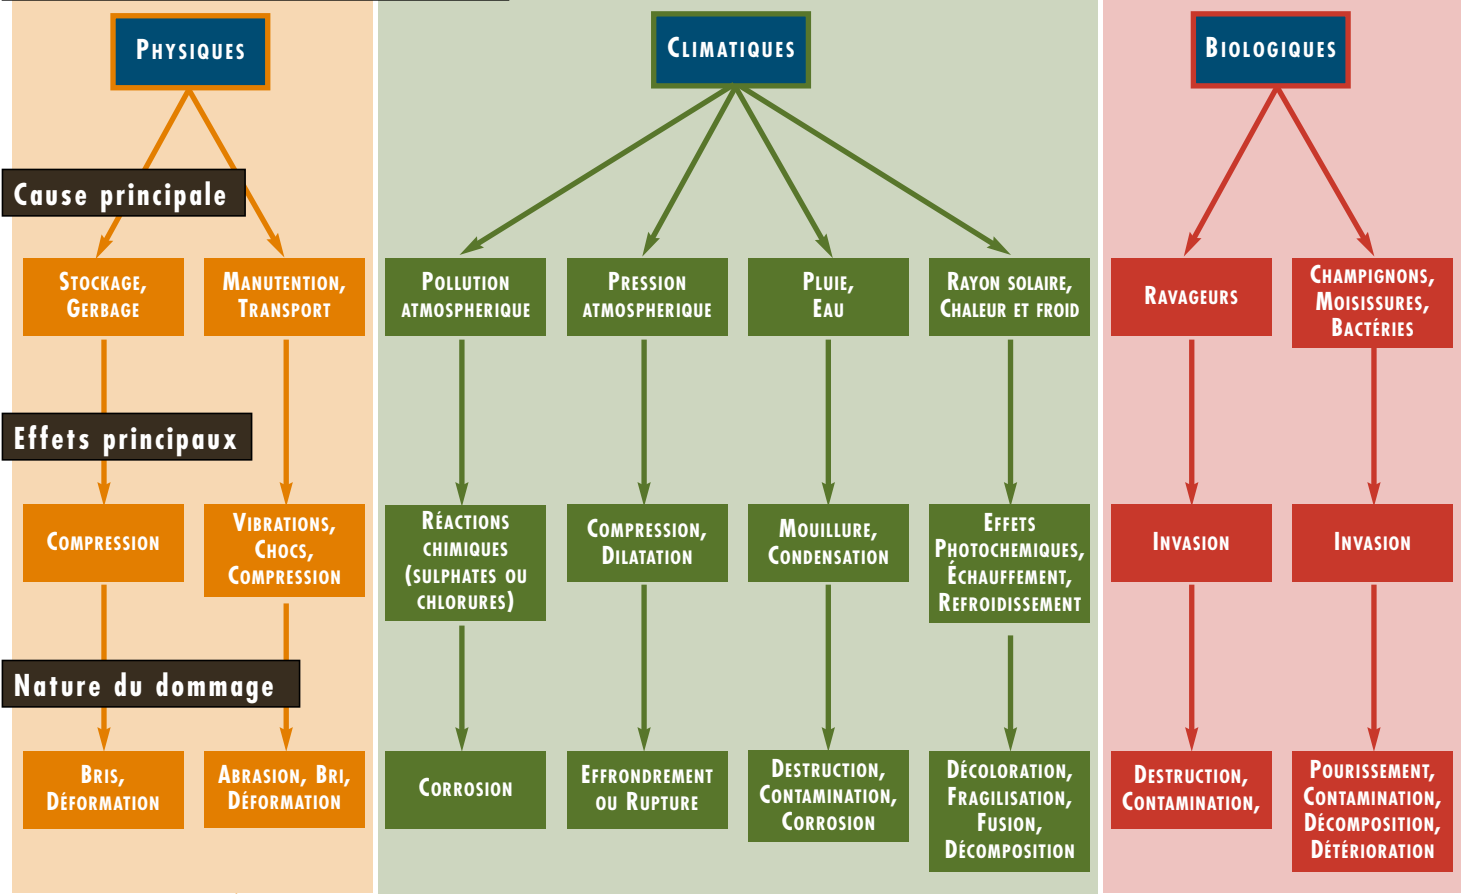 Physiques
Climatiques
Biologiques
Cause principale
Stockage,
Gerbage
Manutention,
Transport
Pollution
atmospherique
Pression
atmospherique
Pluie,
Eau
Rayon solaire,
Chaleur et froid
Ravageurs
Champignons,
Moisissures,
Bactéries
Effets principaux
Compression
Vibrations,
Chocs,
Compression
Réactions
chimiques
(sulphates ou
chlorures)
Compression,
Dilatation
Mouillure,
Condensation
Effets
Photochemiques,
Échauffement,
Refroidissement
Invasion
Invasion
Nature du dommage
Bris,
Déformation
Abrasion, Bri,
Déformation
Corrosion
Effrondrement
ou Rupture
Destruction,
Contamination,
Corrosion
Décoloration,
Fragilisation,
Fusion,
Décomposition
Destruction,
Contamination,
Pourissement,
Contamination,
Décomposition,
Détérioration